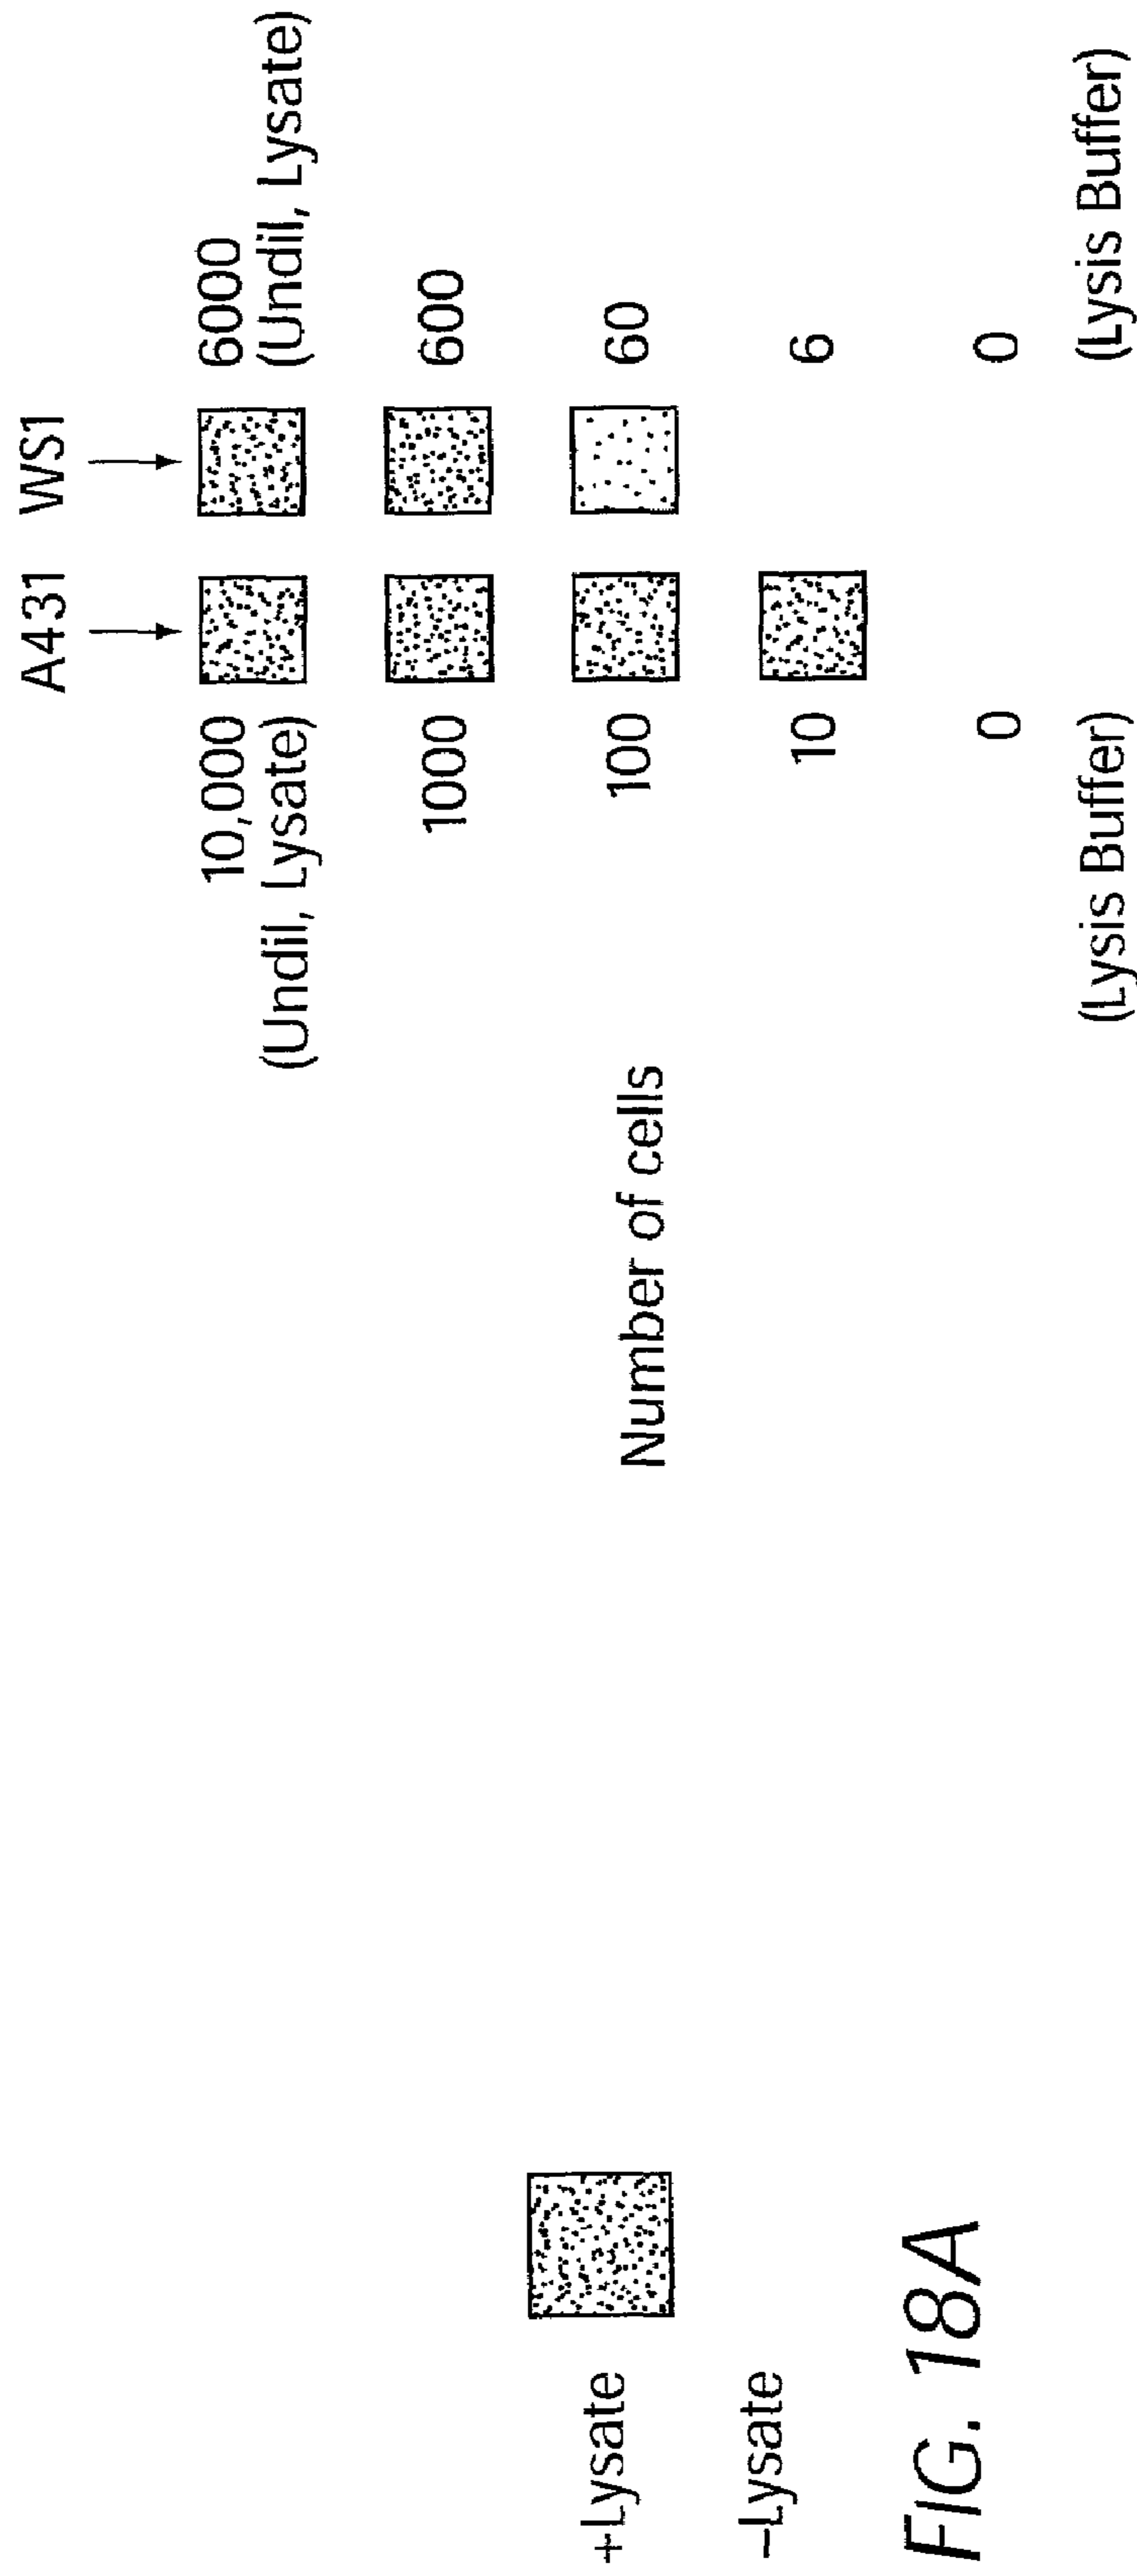 A431 WS1
10,000 6000
(Undil, Lysate) (Undil, Lysate)
1000 600
Number of cells 100 60
10 6
0 0
(Lysis Buffer) (Lysis Buffer)
+Lysate
–Lysate
FIG. 18A